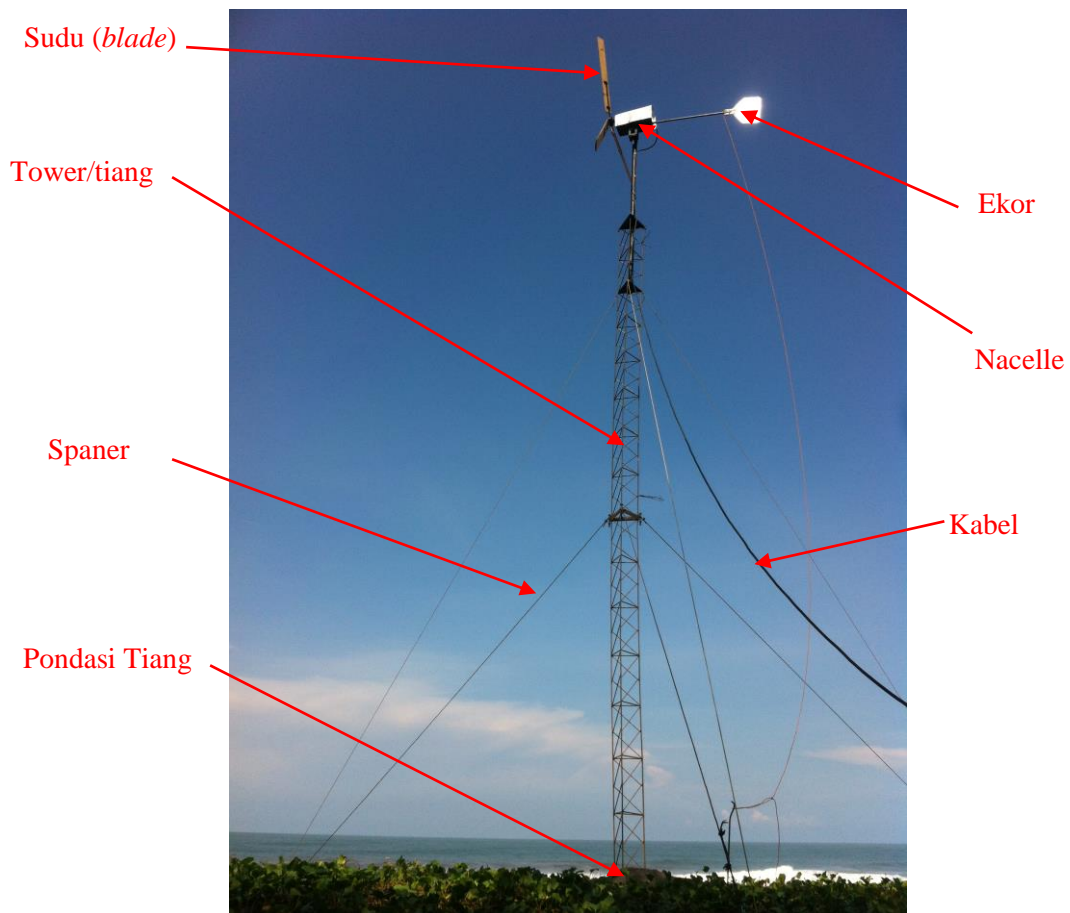 Sudu (blade)
Tower/tiang
Ekor
Nacelle
Spaner
Kabel
Pondasi Tiang